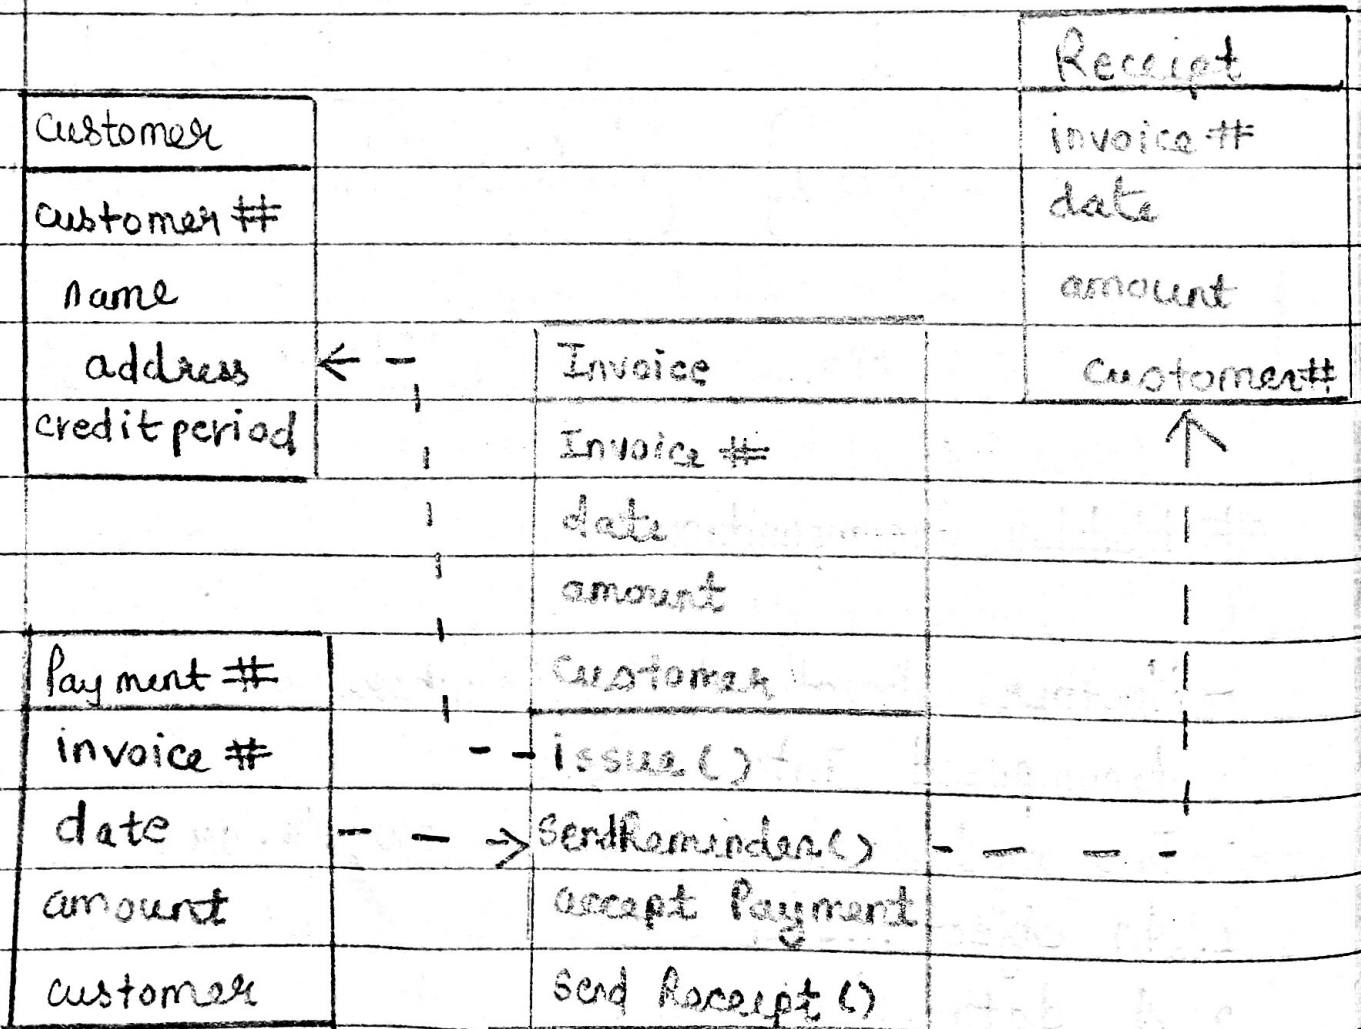 Customer
customer #
name
address
credit period
Receipt
invoice #
date
amount
Customer#
Invoice
Invoice #
date
amount
Customer
issue ()
SendReminder()
accept Payment
Send Receipt ()
Payment #
invoice #
date
amount
customer